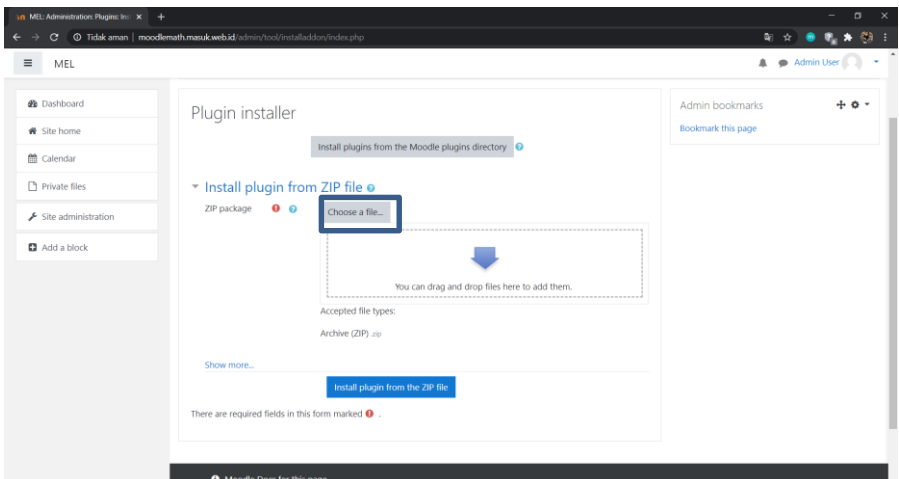 MEL: Administration: Plugins: Ins
Tidak aman | moodlemath.masuk.web.id/admin/tool/installaddon/index.php
MEL
Admin User
Dashboard
Site home
Calendar
Private files
Site administration
Add a block
Plugin installer
Install plugins from the Moodle plugins directory
Install plugin from ZIP file
ZIP package
Choose a file...
You can drag and drop files here to add them.
Accepted file types:
Archive (ZIP) .zip
Show more...
Install plugin from the ZIP file
There are required fields in this form marked .
Admin bookmarks
Bookmark this page
Moodle Docs for this page